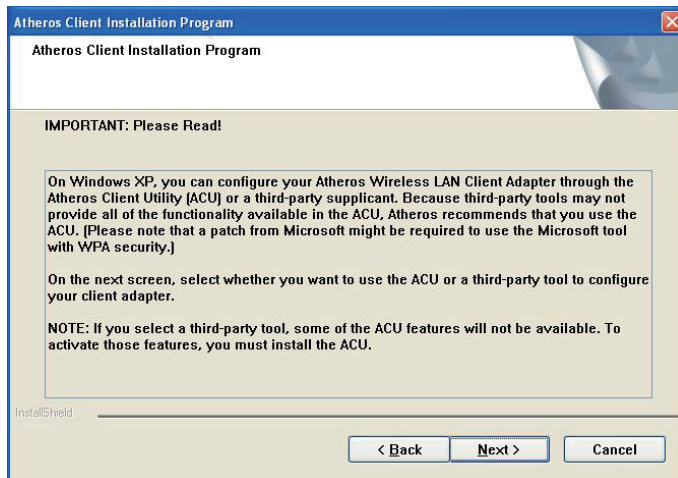 Atheros Client Installation Program
Atheros Client Installation Program
IMPORTANT: Please Read!
On Windows XP, you can configure your Atheros Wireless LAN Client Adapter through the
Atheros Client Utility (ACU) or a third-party supplicant. Because third-party tools may not
provide all of the functionality available in the ACU, Atheros recommends that you use the
ACU. (Please note that a patch from Microsoft might be required to use the Microsoft tool
with WPA security.)
On the next screen, select whether you want to use the ACU or a third-party tool to configure
your client adapter.
NOTE: If you select a third-party tool, some of the ACU features will not be available. To
activate those features, you must install the ACU.
InstallShield
< Back Next > Cancel